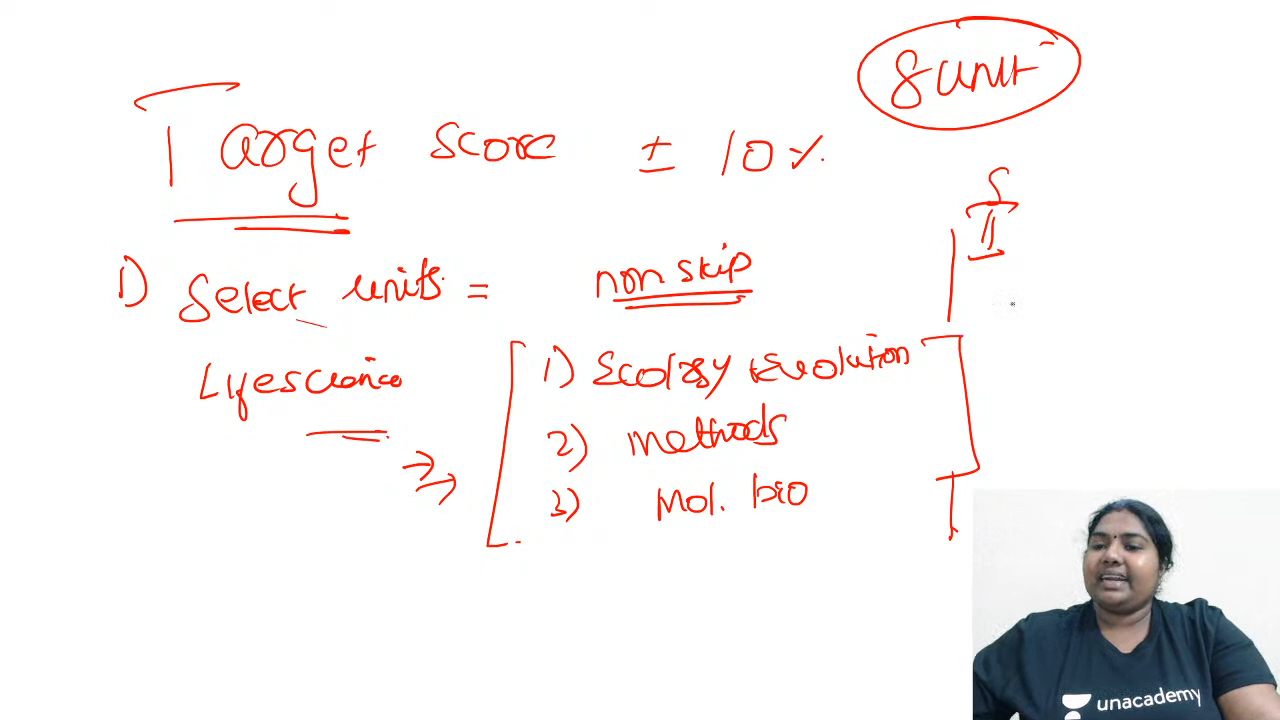 8 unit
Target score ± 10%
S
II
1) Select units = non skip
Lifescience
1) Ecology + Evolution
2) methods
3) Mol. bio
unacademy